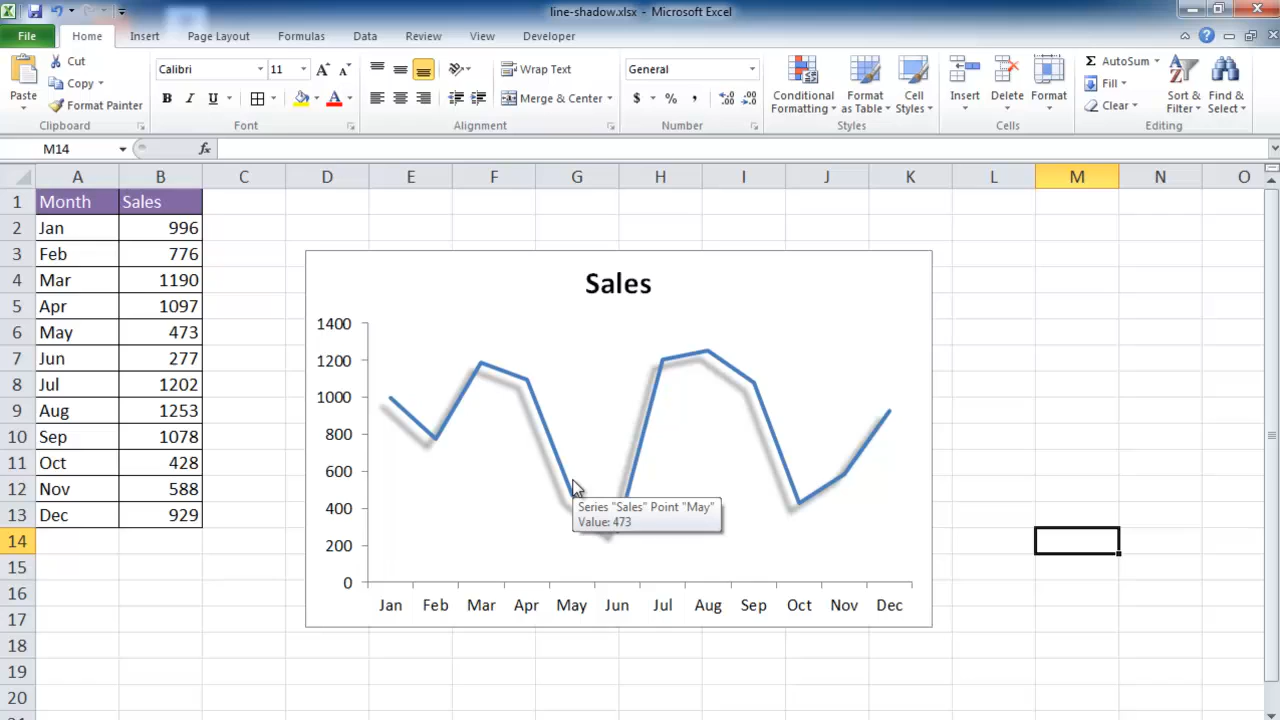 line-shadow.xlsx - Microsoft Excel
File Home Insert Page Layout Formulas Data Review View Developer
Paste
Cut
Copy
Format Painter
Clipboard
Calibri 11
B I U A
Font
Wrap Text
Merge & Center
Alignment
General
$ % ,
Number
Conditional Formatting
Format as Table
Cell Styles
Styles
Insert
Delete
Format
Cells
AutoSum
Fill
Clear
Sort & Filter
Find & Select
Editing
M14 fx
A B C D E F G H I J K L M N O
1 Month Sales
2 Jan 996
3 Feb 776
4 Mar 1190
5 Apr 1097
6 May 473
7 Jun 277
8 Jul 1202
9 Aug 1253
10 Sep 1078
11 Oct 428
12 Nov 588
13 Dec 929
14
15
16
17
18
19
20
Sales
1400
1200
1000
800
600
400
200
0
Jan Feb Mar Apr May Jun Jul Aug Sep Oct Nov Dec
Series "Sales" Point "May"
Value: 473